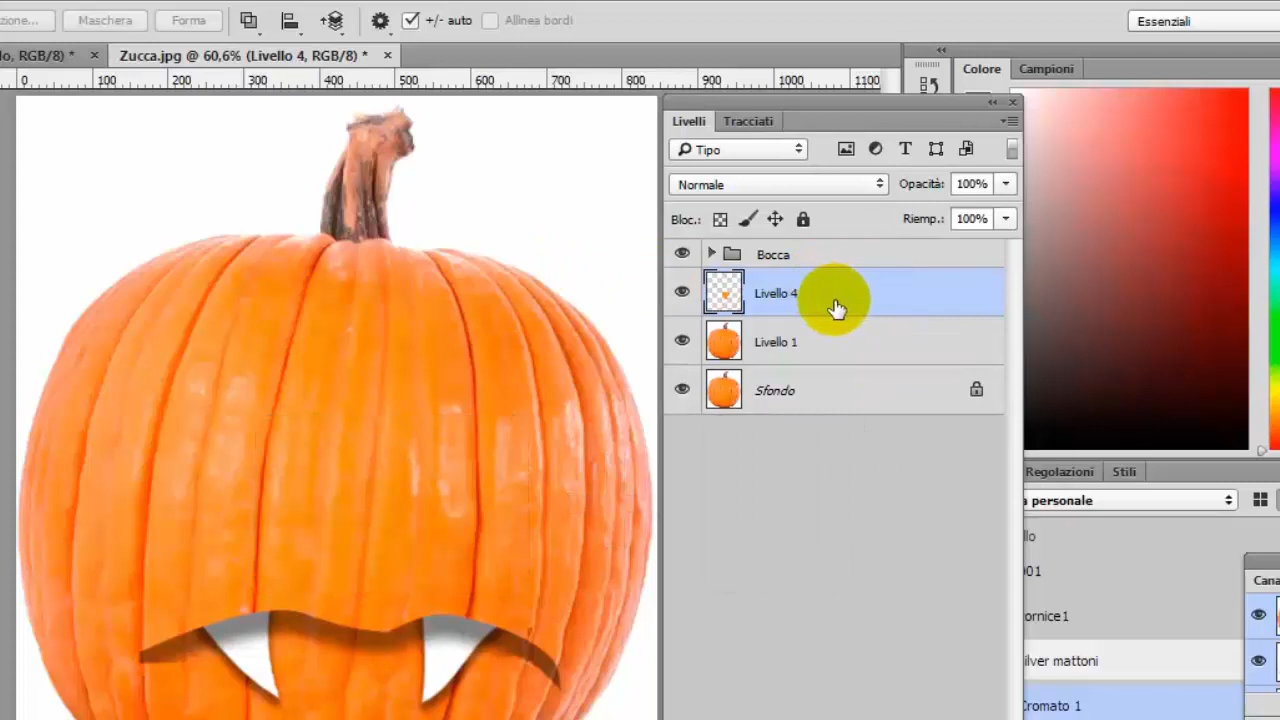 zione...
Maschera
Forma
+/- auto
Allinea bordi
Essenziali
lo, RGB/8) *
Zucca.jpg @ 60,6% (Livello 4, RGB/8) *
0 100 200 300 400 500 600 700 800 900 1000 1100
Colore Campioni
Livelli Tracciati
Tipo
Normale
Opacità: 100%
Bloc.:
Riemp.: 100%
Bocca
Livello 4
Livello 1
Sfondo
Regolazioni Stili
a personale
llo
001
ornice1
ilver mattoni
Cromato 1
Cana